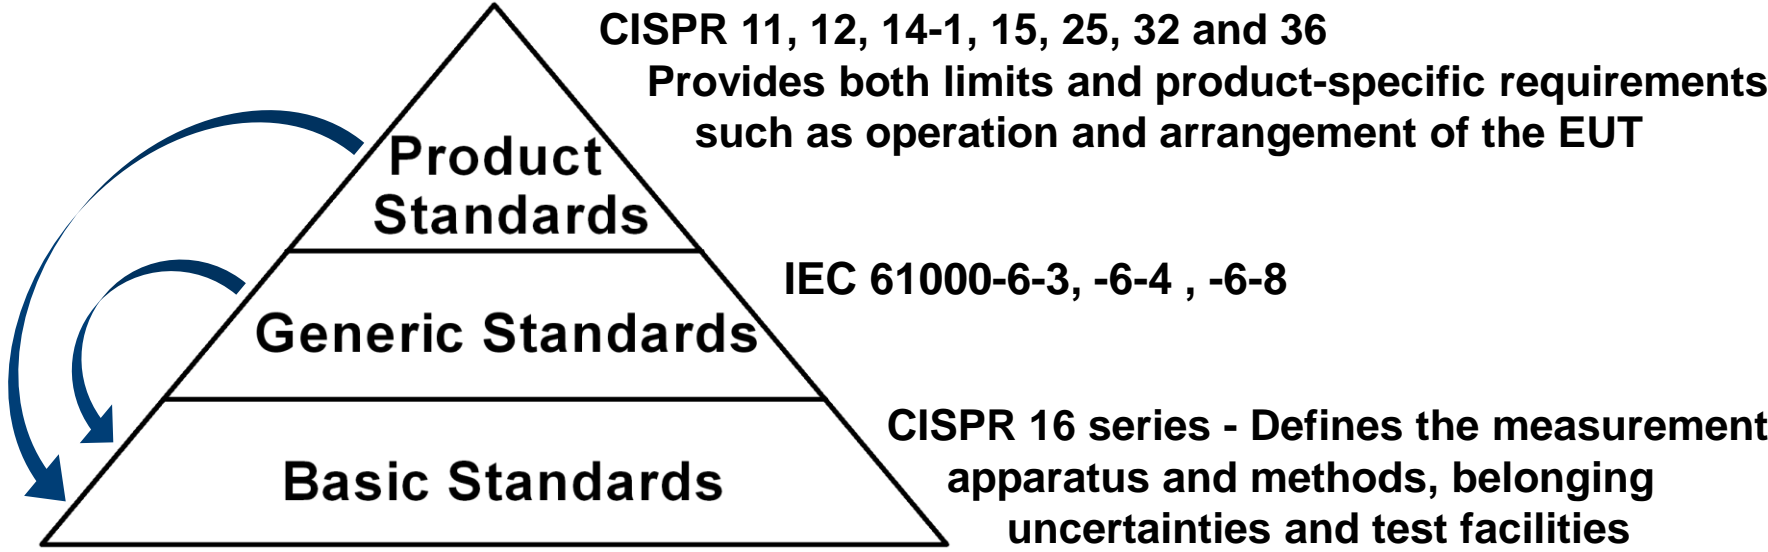 CISPR 11, 12, 14-1, 15, 25, 32 and 36
Provides both limits and product-specific requirements
such as operation and arrangement of the EUT
Product
Standards
IEC 61000-6-3, -6-4 , -6-8
Generic Standards
CISPR 16 series - Defines the measurement
apparatus and methods, belonging
uncertainties and test facilities
Basic Standards